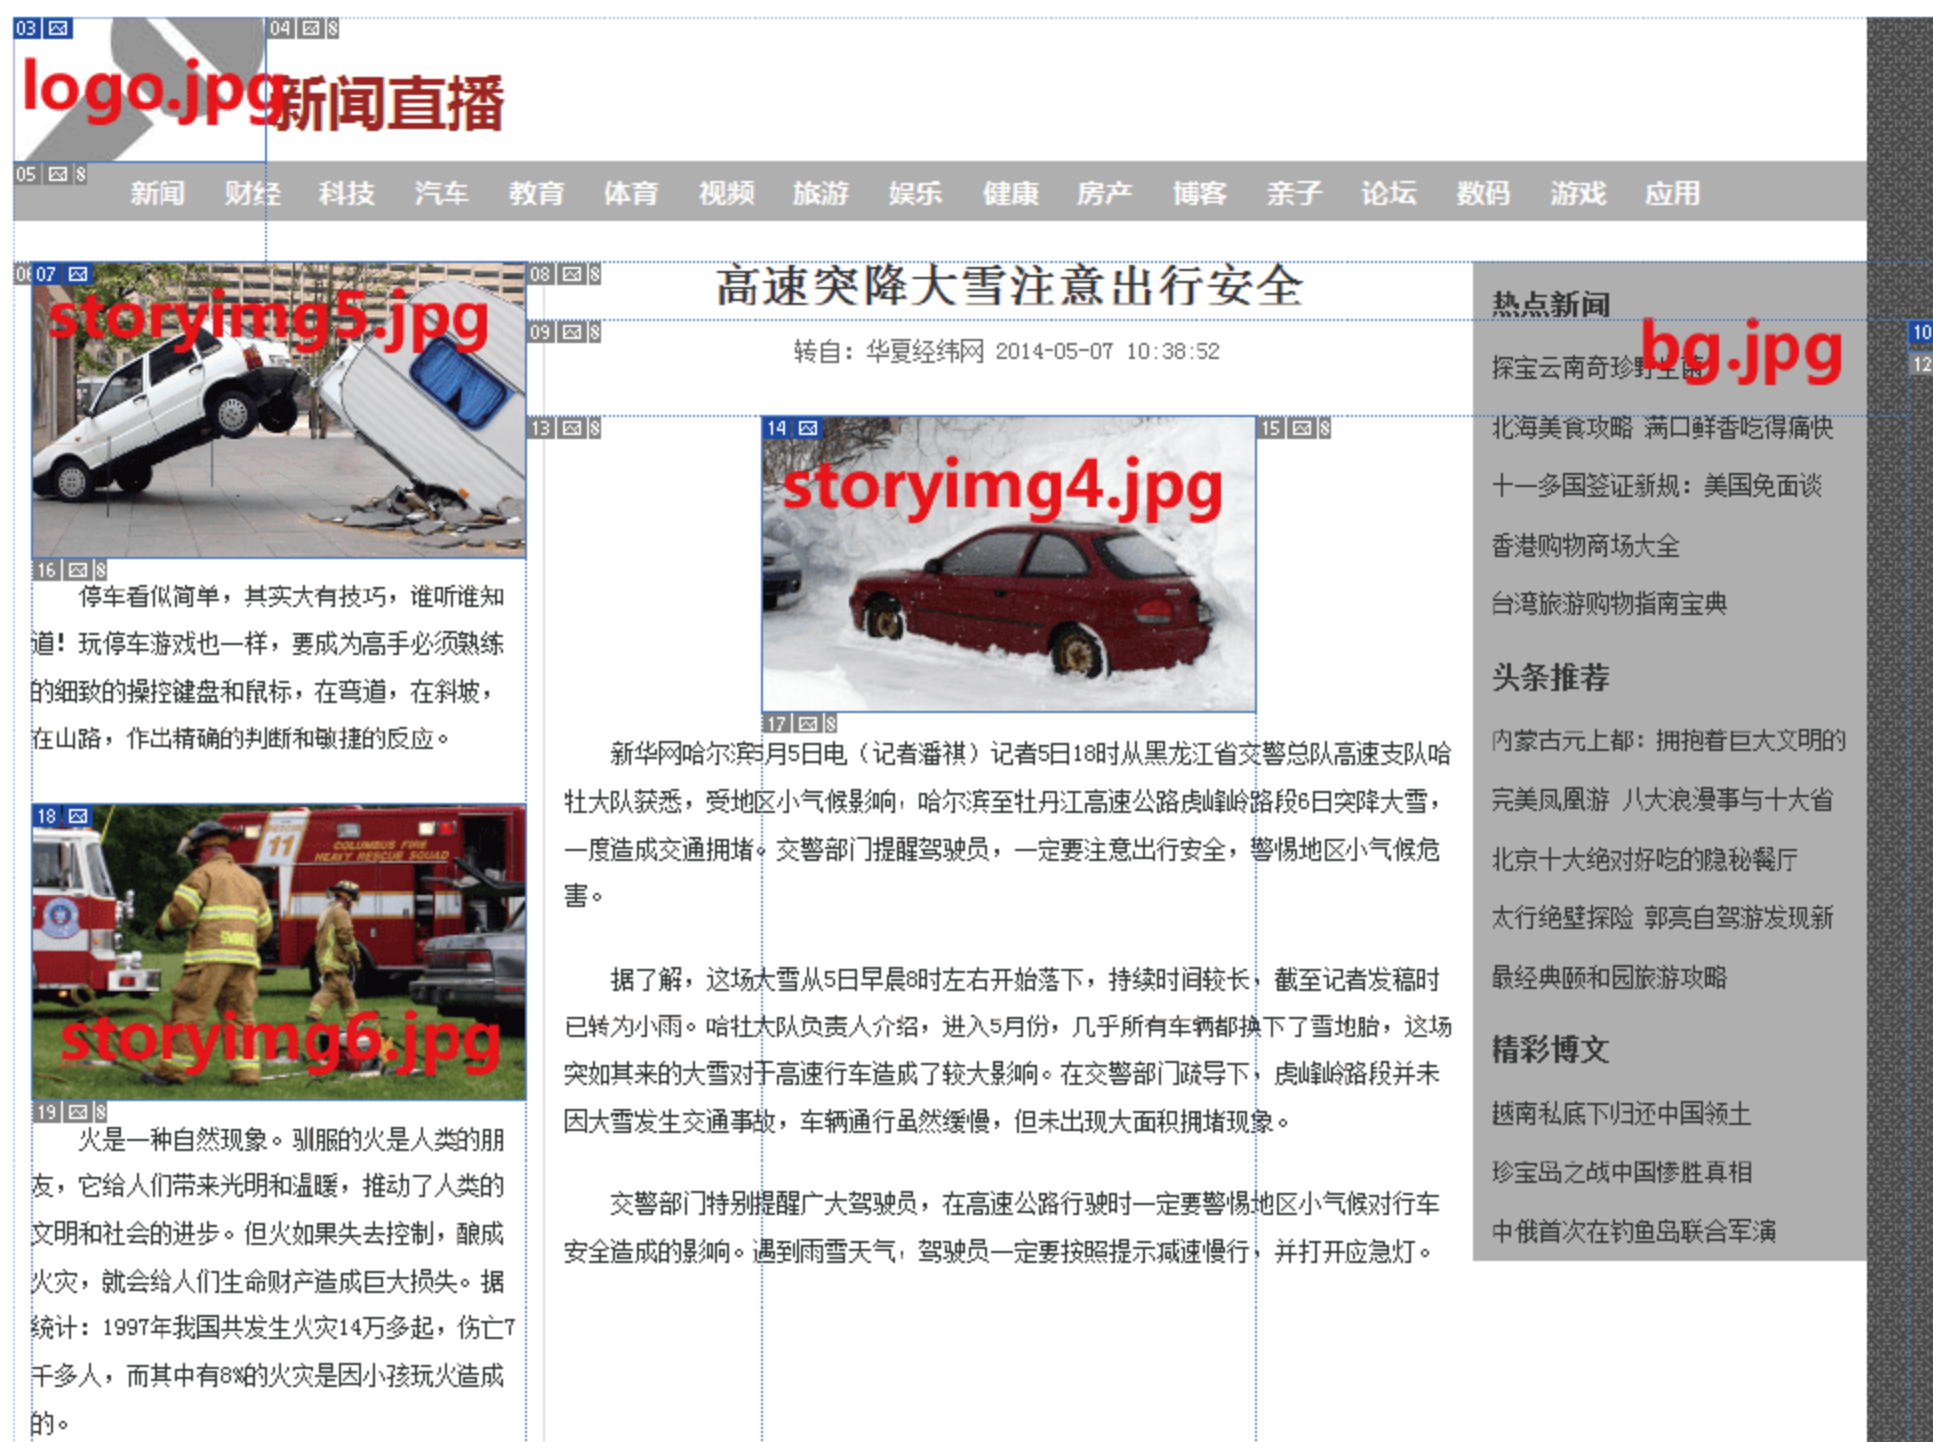 03
04
logo.jpg
新闻直播
05
新闻 财经 科技 汽车 教育 体育 视频 旅游 娱乐 健康 房产 博客 亲子 论坛 数码 游戏 应用
07
storyimg5.jpg
16
停车看似简单，其实大有技巧，谁听谁知
道！玩停车游戏也一样，要成为高手必须熟练
的细致的操控键盘和鼠标，在弯道，在斜坡，
在山路，作出精确的判断和敏捷的反应。
18
11
COLUMBUS FIRE
HEAVY RESCUE SQUAD
storyimg6.jpg
19
火是一种自然现象。驯服的火是人类的朋
友，它给人们带来光明和温暖，推动了人类的
文明和社会的进步。但火如果失去控制，酿成
火灾，就会给人们生命财产造成巨大损失。据
统计：1997年我国共发生火灾14万多起，伤亡7
千多人，而其中有8%的火灾是因小孩玩火造成
的。
08
高速突降大雪注意出行安全
09
转自：华夏经纬网 2014-05-07 10:38:52
13
14
15
storyimg4.jpg
17
新华网哈尔滨5月5日电（记者潘祺）记者5日18时从黑龙江省交警总队高速支队哈
牡大队获悉，受地区小气候影响，哈尔滨至牡丹江高速公路虎峰岭路段6日突降大雪，
一度造成交通拥堵。交警部门提醒驾驶员，一定要注意出行安全，警惕地区小气候危
害。
据了解，这场大雪从5日早晨8时左右开始落下，持续时间较长，截至记者发稿时
已转为小雨。哈牡大队负责人介绍，进入5月份，几乎所有车辆都换下了雪地胎，这场
突如其来的大雪对于高速行车造成了较大影响。在交警部门疏导下，虎峰岭路段并未
因大雪发生交通事故，车辆通行虽然缓慢，但未出现大面积拥堵现象。
交警部门特别提醒广大驾驶员，在高速公路行驶时一定要警惕地区小气候对行车
安全造成的影响。遇到雨雪天气，驾驶员一定要按照提示减速慢行，并打开应急灯。
热点新闻
bg.jpg
10
12
探宝云南奇珍野生菌
北海美食攻略 满口鲜香吃得痛快
十一多国签证新规：美国免面谈
香港购物商场大全
台湾旅游购物指南宝典
头条推荐
内蒙古元上都：拥抱着巨大文明的
完美凤凰游 八大浪漫事与十大省
北京十大绝对好吃的隐秘餐厅
太行绝壁探险 郭亮自驾游发现新
最经典颐和园旅游攻略
精彩博文
越南私底下归还中国领土
珍宝岛之战中国惨胜真相
中俄首次在钓鱼岛联合军演